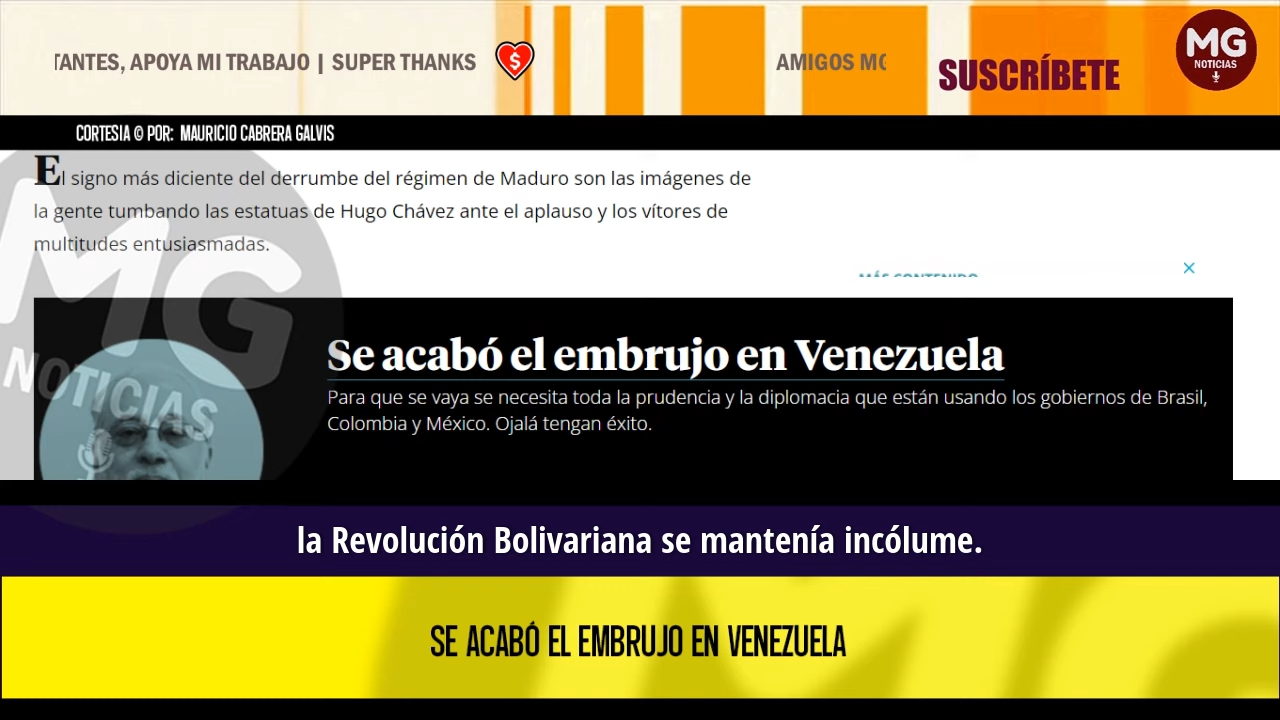 TANTES, APOYA MI TRABAJO | SUPER THANKS
AMIGOS
SUSCRÍBETE
MG
NOTICIAS
CORTESIA © POR: MAURICIO CABRERA GALVIS
El signo más diciente del derrumbe del régimen de Maduro son las imágenes de
la gente tumbando las estatuas de Hugo Chávez ante el aplauso y los vítores de
multitudes entusiasmadas.
MÁS CONTENIDO
MG
NOTICIAS
Se acabó el embrujo en Venezuela
Para que se vaya se necesita toda la prudencia y la diplomacia que están usando los gobiernos de Brasil,
Colombia y México. Ojalá tengan éxito.
la Revolución Bolivariana se mantenía incólume.
SE ACABÓ EL EMBRUJO EN VENEZUELA